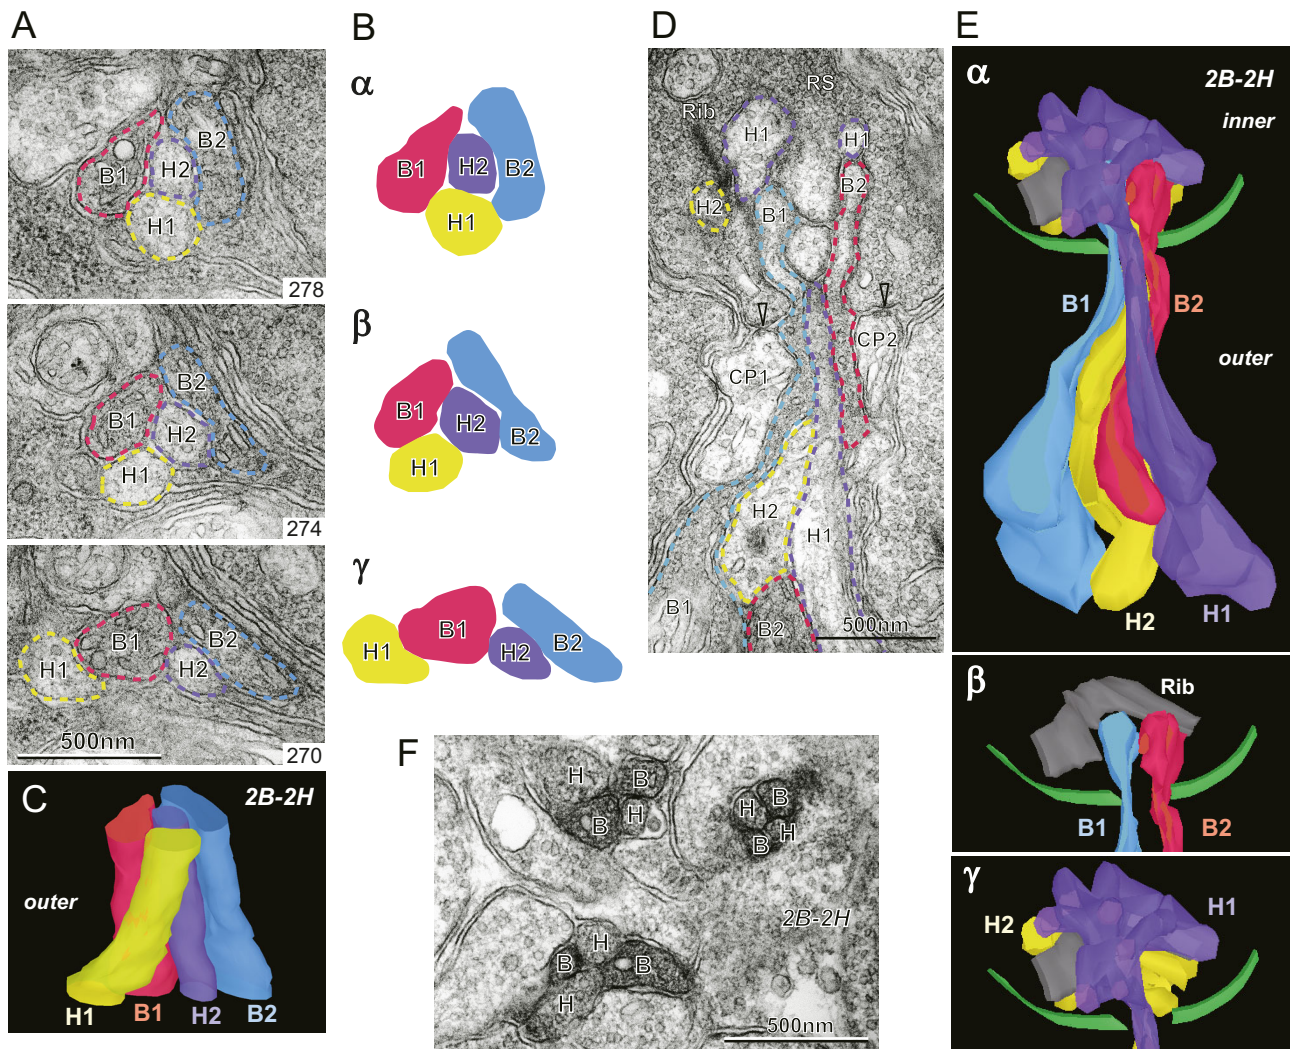 A
B2
B1
H2
H1
278
B2
B1
H2
H1
274
B1
B2
H1
H2
500nm
270
B
α
B1
H2
B2
H1
β
B1
H2
B2
H1
γ
B1
H1
H2
B2
C
2B-2H
outer
H1
B1
H2
B2
D
RS
Rib
H1
H1
B2
H2
B1
CP1
CP2
H2
H1
B1
B2
500nm
E
α
2B-2H
inner
B1
B2
outer
H2
H1
β
Rib
B1
B2
γ
H2
H1
F
H
B
B
H
H
B
H
B
2B-2H
H
B
B
H
500nm